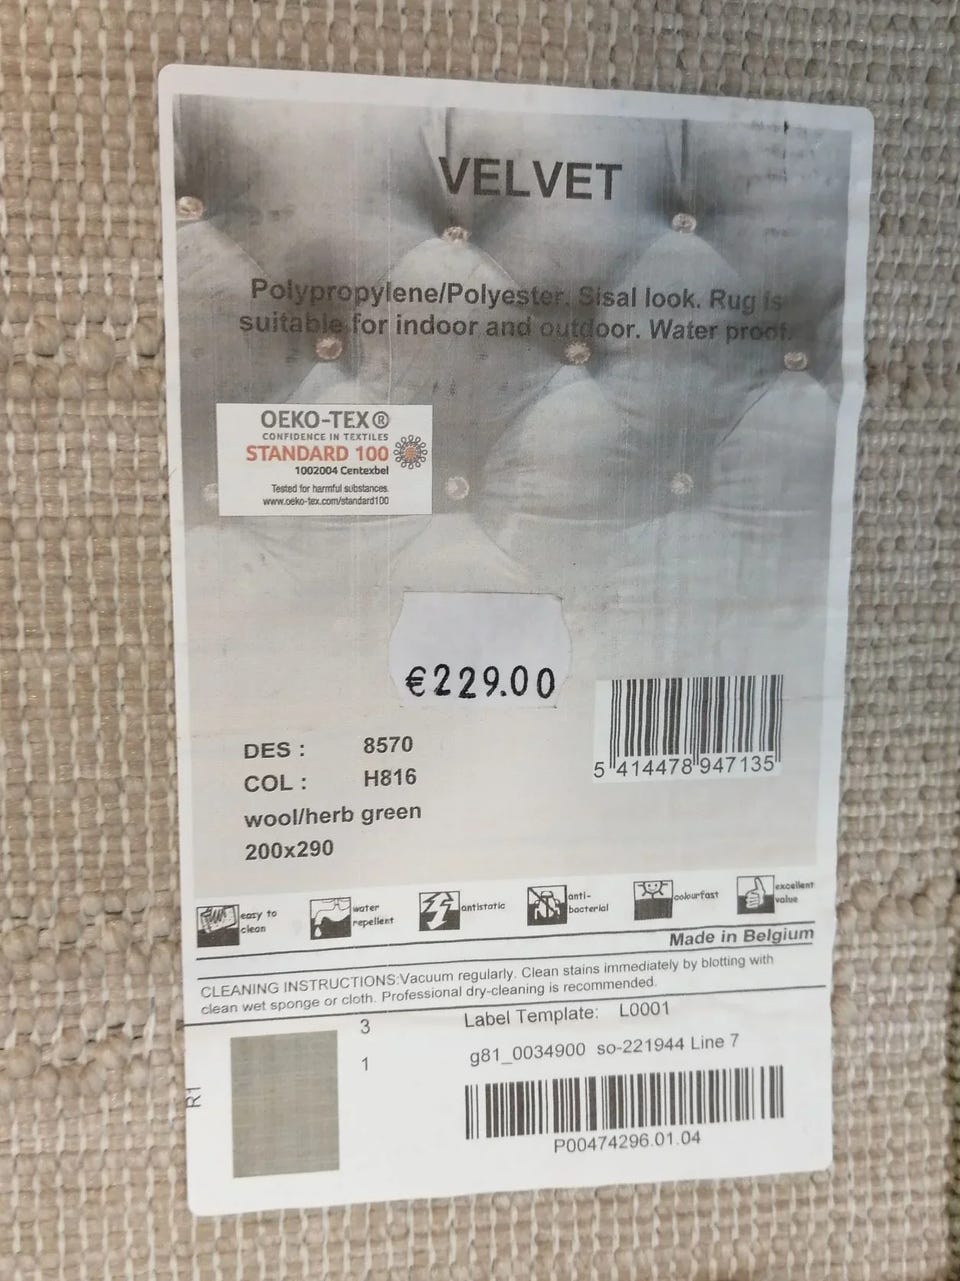 VELVET
Polypropylene/Polyester. Sisal look. Rug is
suitable for indoor and outdoor. Water proof.
OEKO-TEX®
CONFIDENCE IN TEXTILES
STANDARD 100
1002004 Centexbel
Tested for harmful substances.
www.oeko-tex.com/standard100
€229.00
5 414478 947135
DES : 8570
COL : H816
wool/herb green
200x290
easy to
clean
water
repellent
antistatic
anti-
bacterial
colourfast
excellent
value
Made in Belgium
CLEANING INSTRUCTIONS:Vacuum regularly. Clean stains immediately by blotting with
clean wet sponge or cloth. Professional dry-cleaning is recommended.
3
1
R1
Label Template: L0001
g81_0034900 so-221944 Line 7
P00474296.01.04